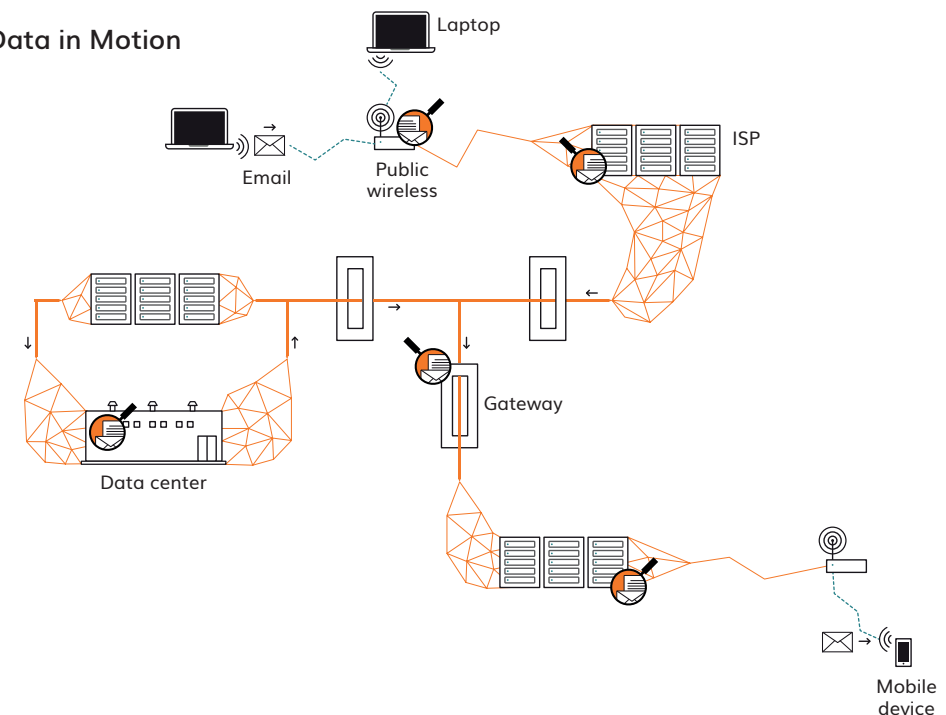 Data in Motion
Laptop
ISP
Email
Public
wireless
Gateway
Data center
Mobile
device